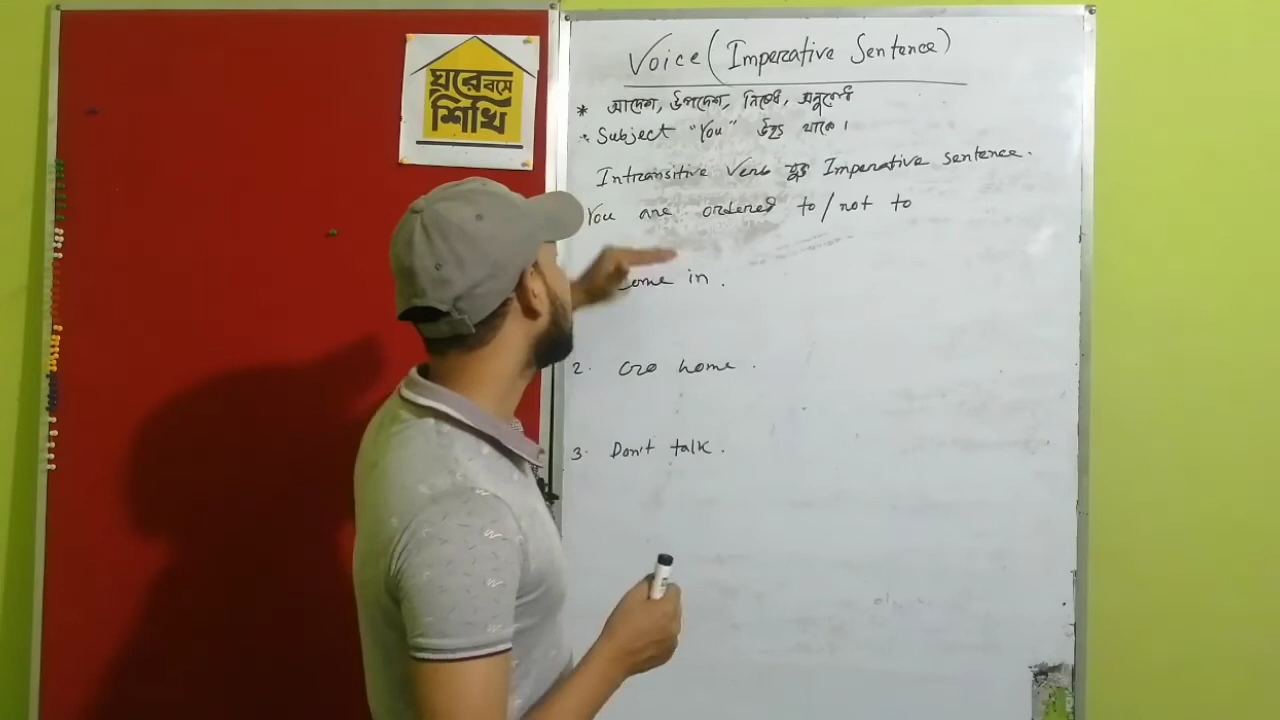 ঘরে বসে
শিখি
Voice (Imperative Sentence)
* আদেশ, উপদেশ, নিষেধ, অনুরোধ
* Subject "You" উহ্য থাকে।
Intransitive Verb যুক্ত Imperative sentence.
You are ordered to / not to
come in.
2. Go home.
3. Don't talk.